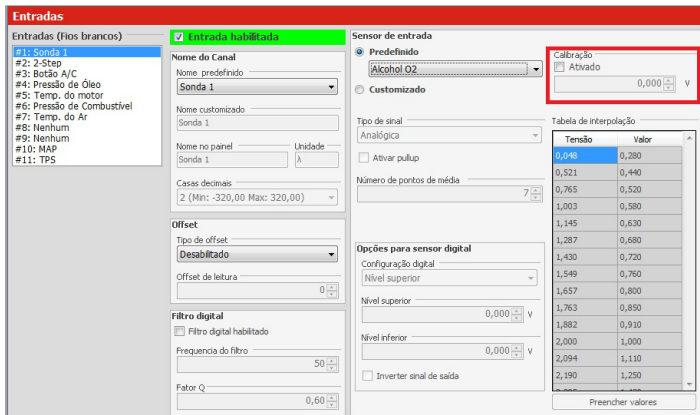 Entradas
Entradas (Fios brancos)
#1: Sonda 1
#2: 2-Step
#3: Botão A/C
#4: Pressão de Óleo
#5: Temp. do motor
#6: Pressão de Combustível
#7: Temp. do Ar
#8: Nenhum
#9: Nenhum
#10: MAP
#11: TPS
Entrada habilitada
Nome do Canal
Nome predefinido
Sonda 1
Nome customizado
Sonda 1
Nome no painel Unidade
Sonda 1 λ
Casas decimais
2 (Min: -320,00 Max: 320,00)
Offset
Tipo de offset
Desabilitado
Offset de leitura
0
Filtro digital
Filtro digital habilitado
Frequencia do filtro
50
Fator Q
0,60
Sensor de entrada
Predefinido
Alcohol O2
Customizado
Tipo de sinal
Analógica
Ativar pullup
Número de pontos de média
7
Opções para sensor digital
Configuração digital
Nível superior
Nível superior
0,000 V
Nível inferior
0,000 V
Inverter sinal de saída
Calibração
Ativado
0,000 V
Tabela de interpolação
Tensão Valor
0,048 0,280
0,521 0,440
0,765 0,520
1,003 0,580
1,145 0,630
1,287 0,680
1,430 0,720
1,549 0,760
1,657 0,800
1,763 0,850
1,882 0,910
2,000 1,000
2,094 1,110
2,190 1,250
Preencher valores